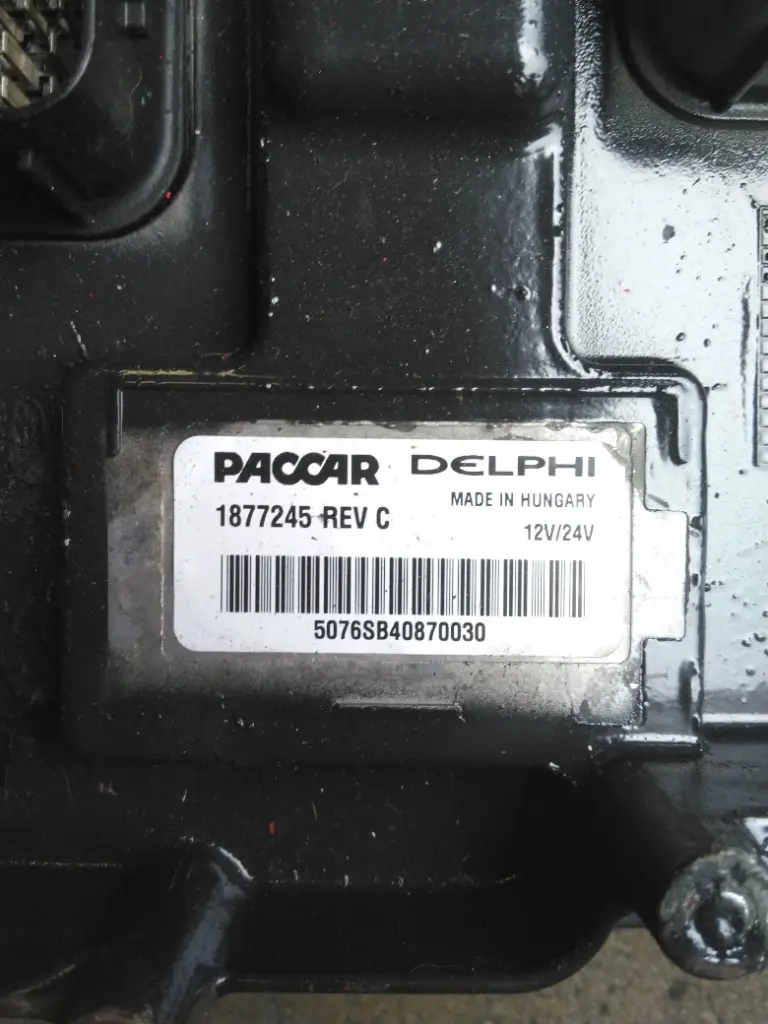 PACCAR DELPHI
MADE IN HUNGARY
1877245 REV C
12V/24V
5076SB40870030